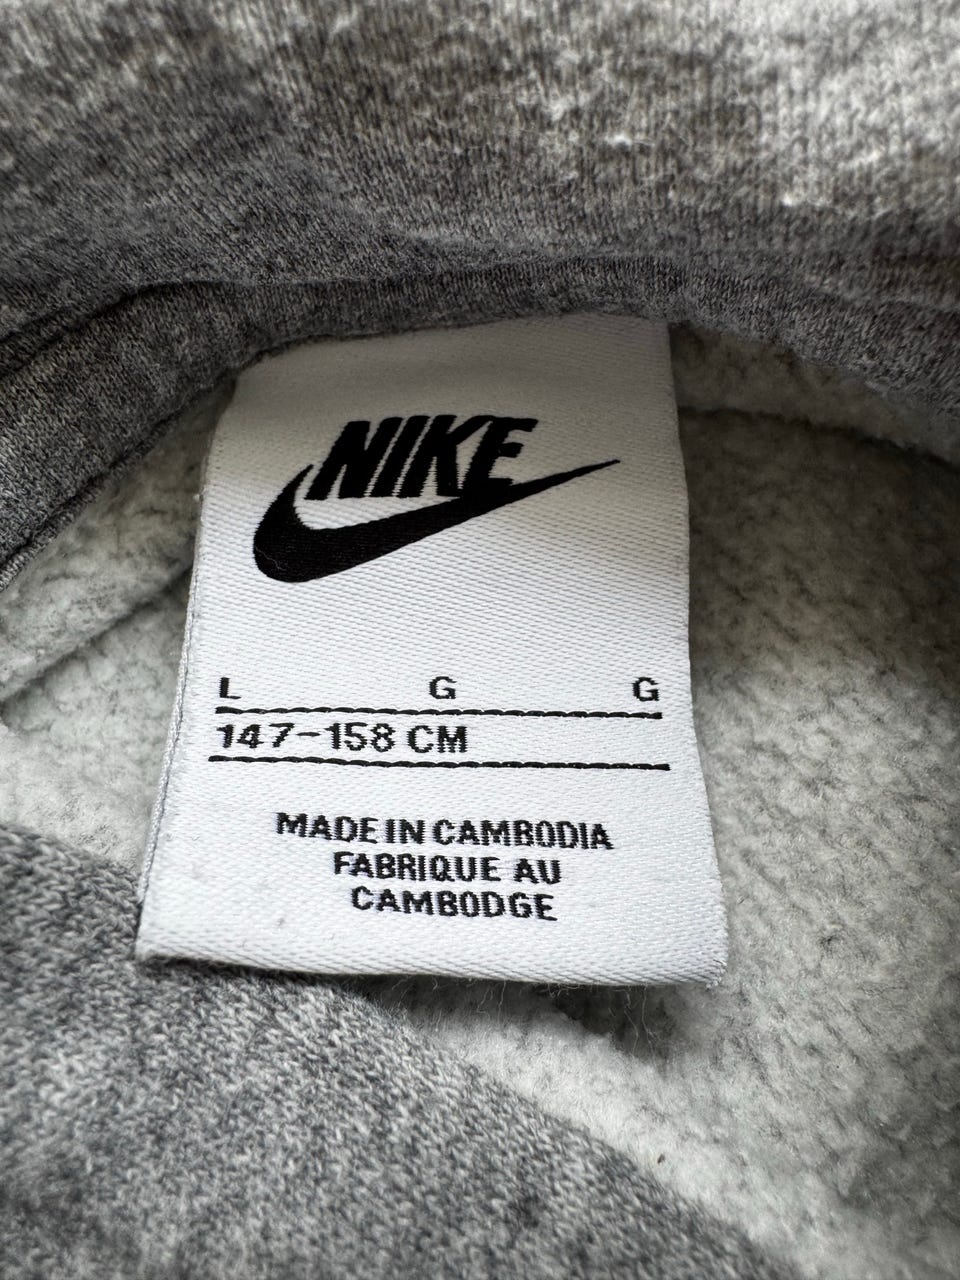 NIKE
L G G
147-158 CM
MADE IN CAMBODIA
FABRIQUE AU
CAMBODGE